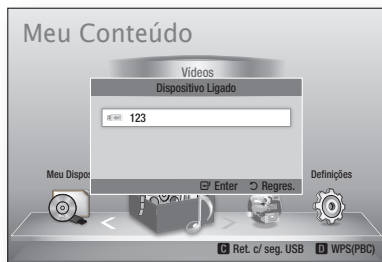 Meu Conteúdo
Vídeos
Dispositivo Ligado
123
Enter Regres.
Meu Dispos
Definições
C Ret. c/ seg. USB D WPS(PBC)